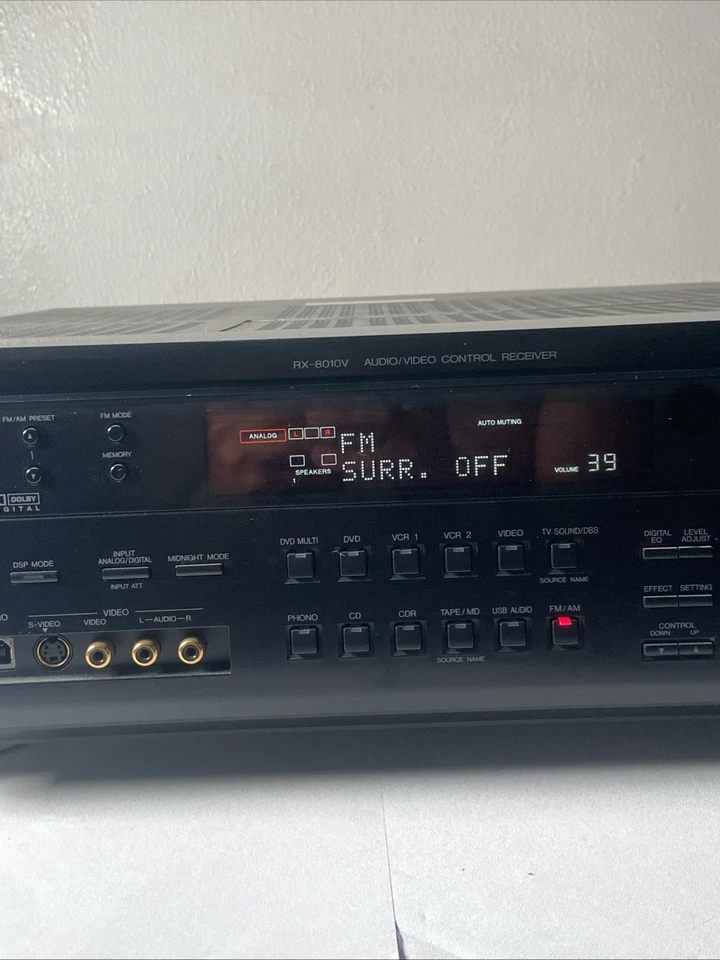 RX-8010V AUDIO/VIDEO CONTROL RECEIVER
FM/AM PRESET
FM MODE
MEMORY
DOLBY
DIGITAL
ANALOG L R
SPEAKERS
1
FM
SURR. OFF
AUTO MUTING
VOLUME 39
DSP MODE
INPUT
ANALOG/DIGITAL
INPUT ATT
MIDNIGHT MODE
DVD MULTI DVD VCR 1 VCR 2 VIDEO TV SOUND/DBS
SOURCE NAME
DIGITAL
EQ
LEVEL
ADJUST
EFFECT SETTING
CONTROL
DOWN UP
VIDEO
S-VIDEO VIDEO L—AUDIO—R
PHONO CD CDR TAPE/MD USB AUDIO FM/AM
SOURCE NAME